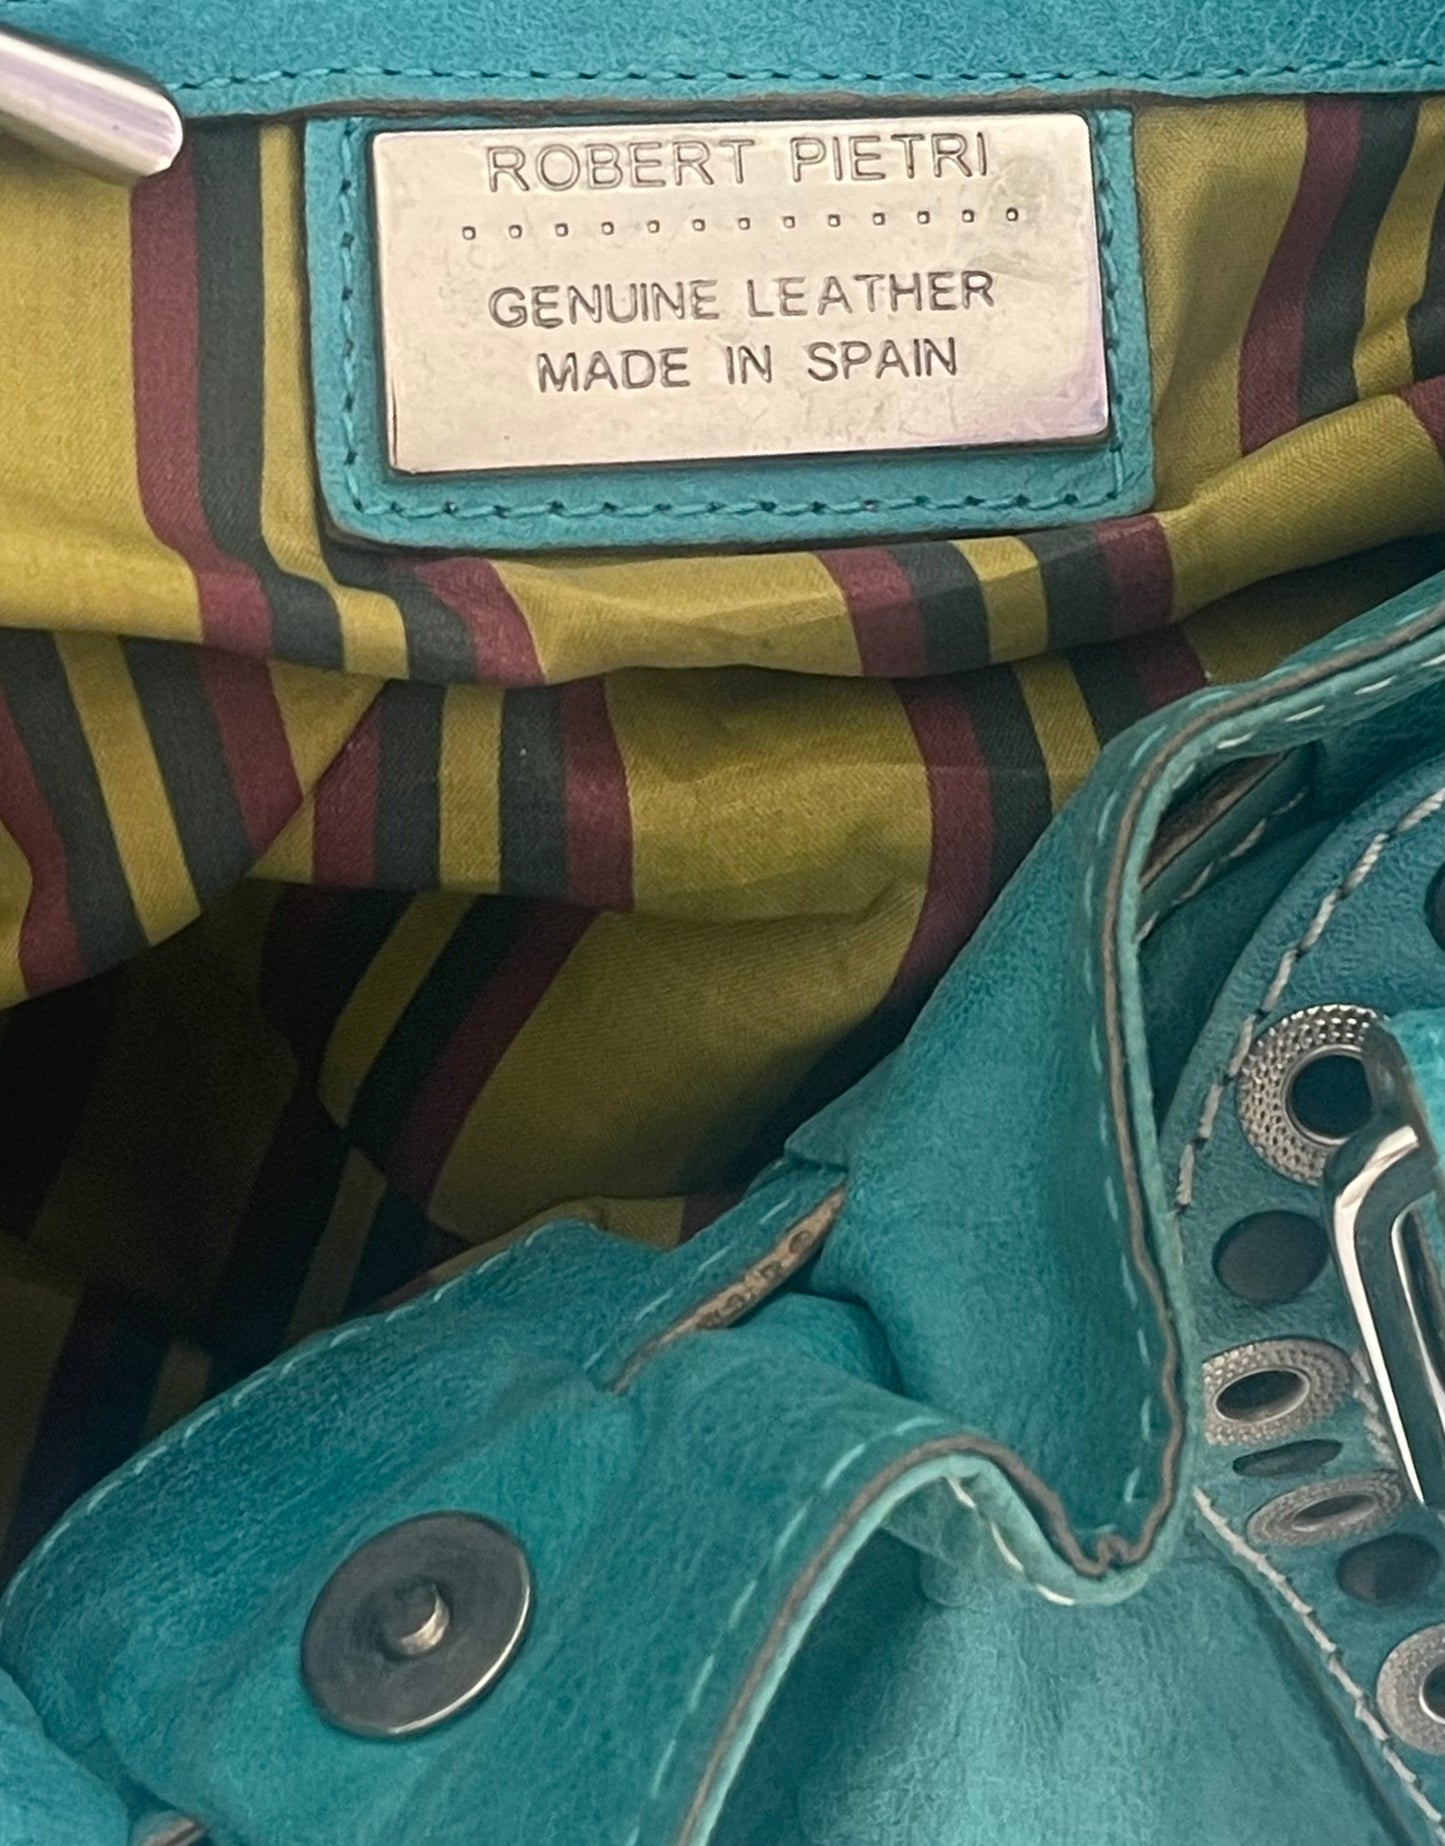 ROBERT PIETRI
GENUINE LEATHER
MADE IN SPAIN